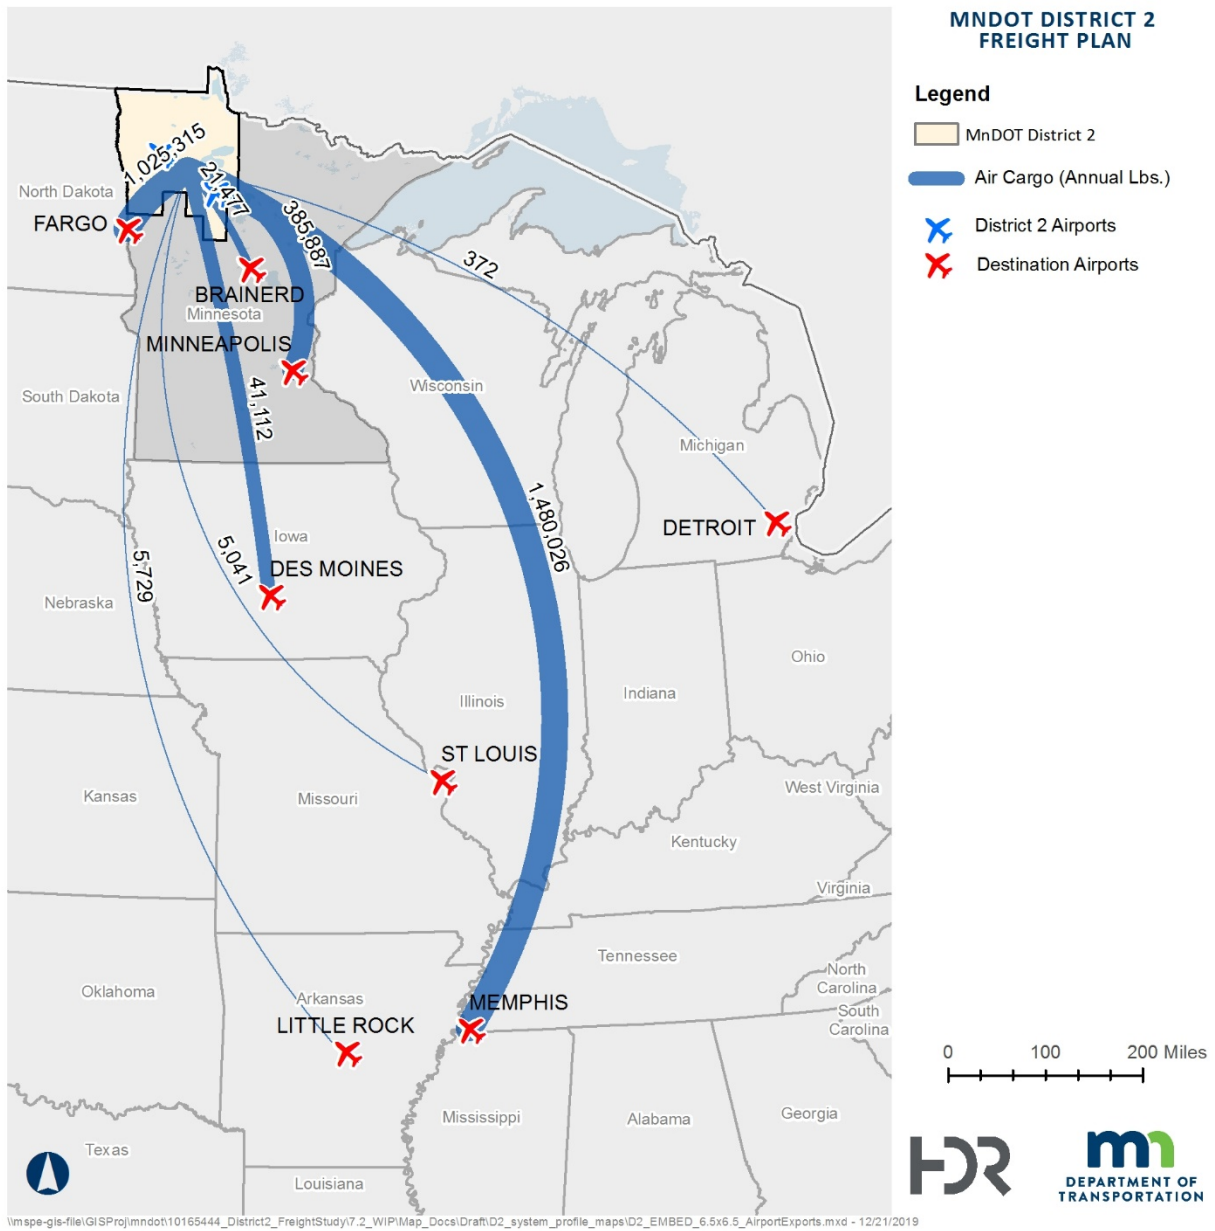 MNDOT DISTRICT 2
FREIGHT PLAN
Legend
MnDOT District 2
Air Cargo (Annual Lbs.)
District 2 Airports
Destination Airports
1,025,315
21,477
385,887
North Dakota
FARGO
372
BRAINERD
Minnesota
MINNEAPOLIS
South Dakota
Wisconsin
41,112
Michigan
1,480,026
DETROIT
Iowa
5,041
5,729
DES MOINES
Nebraska
Ohio
Indiana
Illinois
ST LOUIS
West Virginia
Kansas
Missouri
Kentucky
Virginia
Tennessee
North
Carolina
Oklahoma
Arkansas
MEMPHIS
South
Carolina
LITTLE ROCK
0 100 200 Miles
Mississippi
Alabama
Georgia
Texas
Louisiana
HDR
mn
DEPARTMENT OF
TRANSPORTATION
\\mspe-gis-file\GISProj\mndot\10165444_District2_FreightStudy\7.2_WIP\Map_Docs\Draft\D2_system_profile_maps\D2_EMBED_6.5x6.5_AirportExports.mxd - 12/21/2019